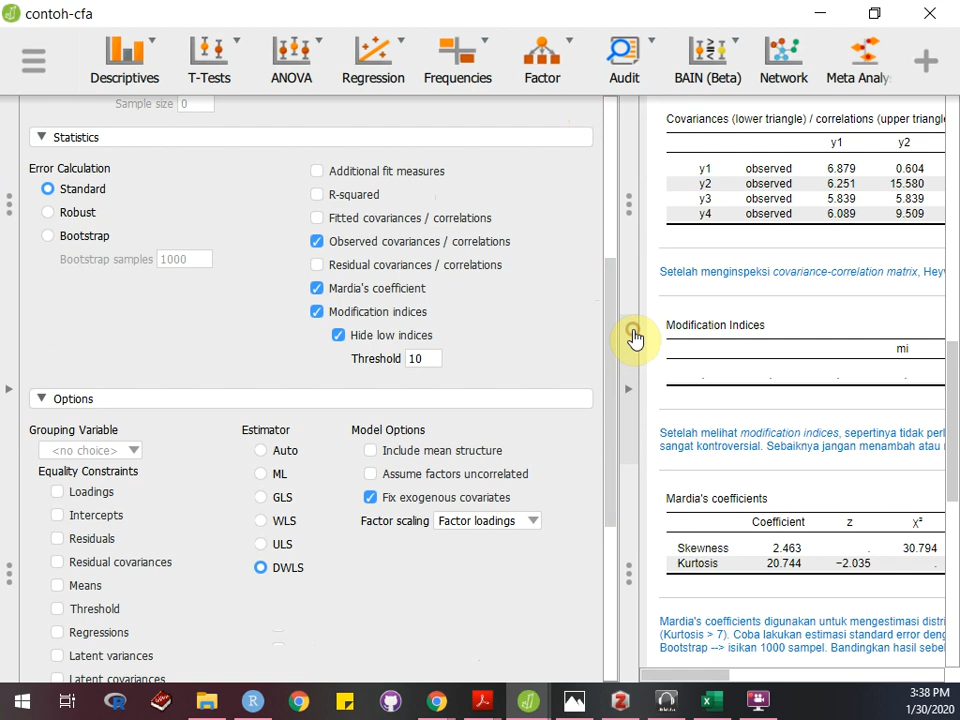 contoh-cfa
Descriptives
T-Tests
ANOVA
Regression
Frequencies
Factor
Audit
BAIN (Beta)
Network
Meta Analy
Sample size 0
Statistics
Error Calculation
Standard
Robust
Bootstrap
Bootstrap samples 1000
Additional fit measures
R-squared
Fitted covariances / correlations
Observed covariances / correlations
Residual covariances / correlations
Mardia's coefficient
Modification indices
Hide low indices
Threshold 10
Options
Grouping Variable
<no choice>
Equality Constraints
Loadings
Intercepts
Residuals
Residual covariances
Means
Threshold
Regressions
Latent variances
Latent covariances
Estimator
Auto
ML
GLS
WLS
ULS
DWLS
Model Options
Include mean structure
Assume factors uncorrelated
Fix exogenous covariates
Factor scaling Factor loadings
Covariances (lower triangle) / correlations (upper triangle
y1 y2
y1 observed 6.879 0.604
y2 observed 6.251 15.580
y3 observed 5.839 5.839
y4 observed 6.089 9.509
Setelah menginspeksi covariance-correlation matrix, Hey
Modification Indices
mi
. . . .
Setelah melihat modification indices, sepertinya tidak perl
sangat kontroversial. Sebaiknya jangan menambah atau
Mardia's coefficients
Coefficient z χ²
Skewness 2.463 . 30.794
Kurtosis 20.744 −2.035 .
Mardia's coefficients digunakan untuk mengestimasi distri
(Kurtosis > 7). Coba lakukan estimasi standard error deng
Bootstrap --> isikan 1000 sampel. Bandingkan hasil sebel
3:38 PM
1/30/2020